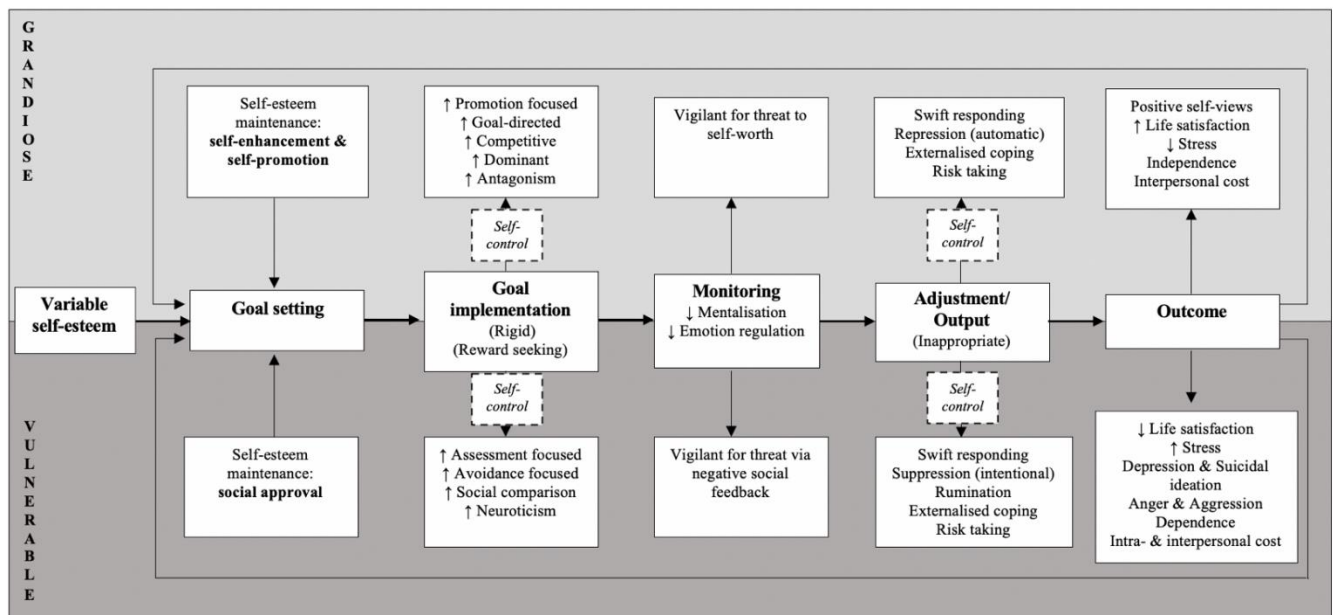 GRANDIOSE
Self-esteem
maintenance:
self-enhancement &
self-promotion
↑ Promotion focused
↑ Goal-directed
↑ Competitive
↑ Dominant
↑ Antagonism
Vigilant for threat to
self-worth
Swift responding
Repression (automatic)
Externalised coping
Risk taking
Positive self-views
↑ Life satisfaction
↓ Stress
Independence
Interpersonal cost
Self-
control
Self-
control
Variable
self-esteem
Goal setting
Goal
implementation
(Rigid)
(Reward seeking)
Monitoring
↓ Mentalisation
↓ Emotion regulation
Adjustment/
Output
(Inappropriate)
Outcome
Self-
control
Self-
control
VULNERABLE
Self-esteem
maintenance:
social approval
↑ Assessment focused
↑ Avoidance focused
↑ Social comparison
↑ Neuroticism
Vigilant for threat via
negative social
feedback
Swift responding
Suppression (intentional)
Rumination
Externalised coping
Risk taking
↓ Life satisfaction
↑ Stress
Depression & Suicidal
ideation
Anger & Aggression
Dependence
Intra- & interpersonal cost